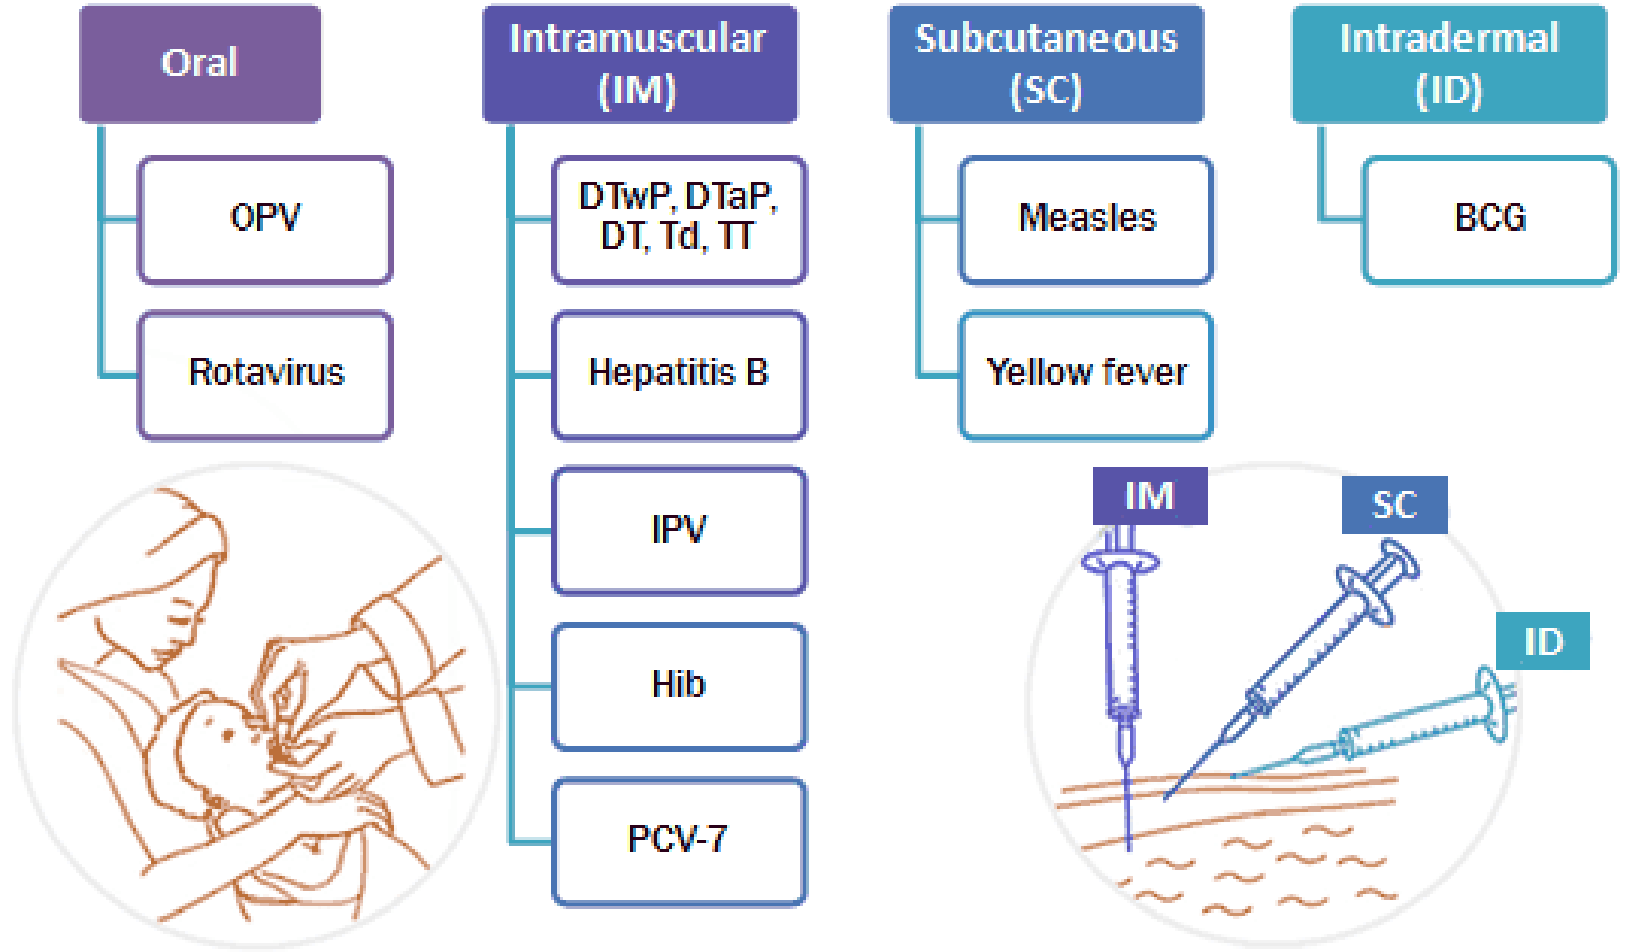 Oral
OPV
Rotavirus
Intramuscular
(IM)
DTwP, DTaP,
DT, Td, TT
Hepatitis B
IPV
Hib
PCV-7
Subcutaneous
(SC)
Measles
Yellow fever
Intradermal
(ID)
BCG
IM
SC
ID